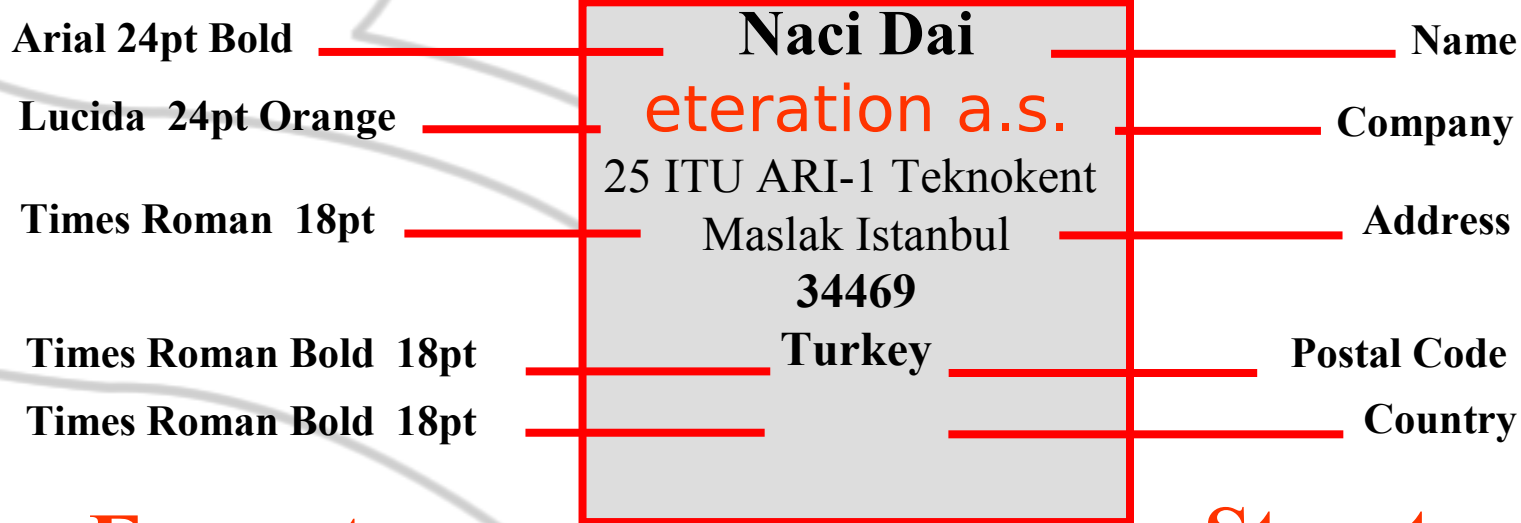 Arial 24pt Bold
Naci Dai
Name
Lucida 24pt Orange
eteration a.s.
Company
25 ITU ARI-1 Teknokent
Times Roman 18pt
Maslak Istanbul
Address
34469
Times Roman Bold 18pt
Turkey
Postal Code
Times Roman Bold 18pt
Country